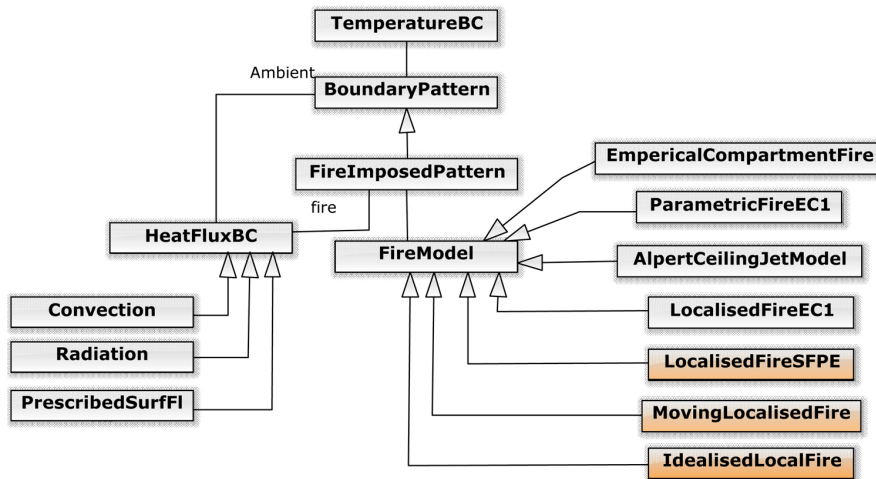 TemperatureBC
Ambient
BoundaryPattern
EmpericalCompartmentFire
FireImposedPattern
fire
ParametricFireEC1
HeatFluxBC
FireModel
AlpertCeilingJetModel
Convection
LocalisedFireEC1
Radiation
LocalisedFireSFPE
PrescribedSurfFl
MovingLocalisedFire
IdealisedLocalFire